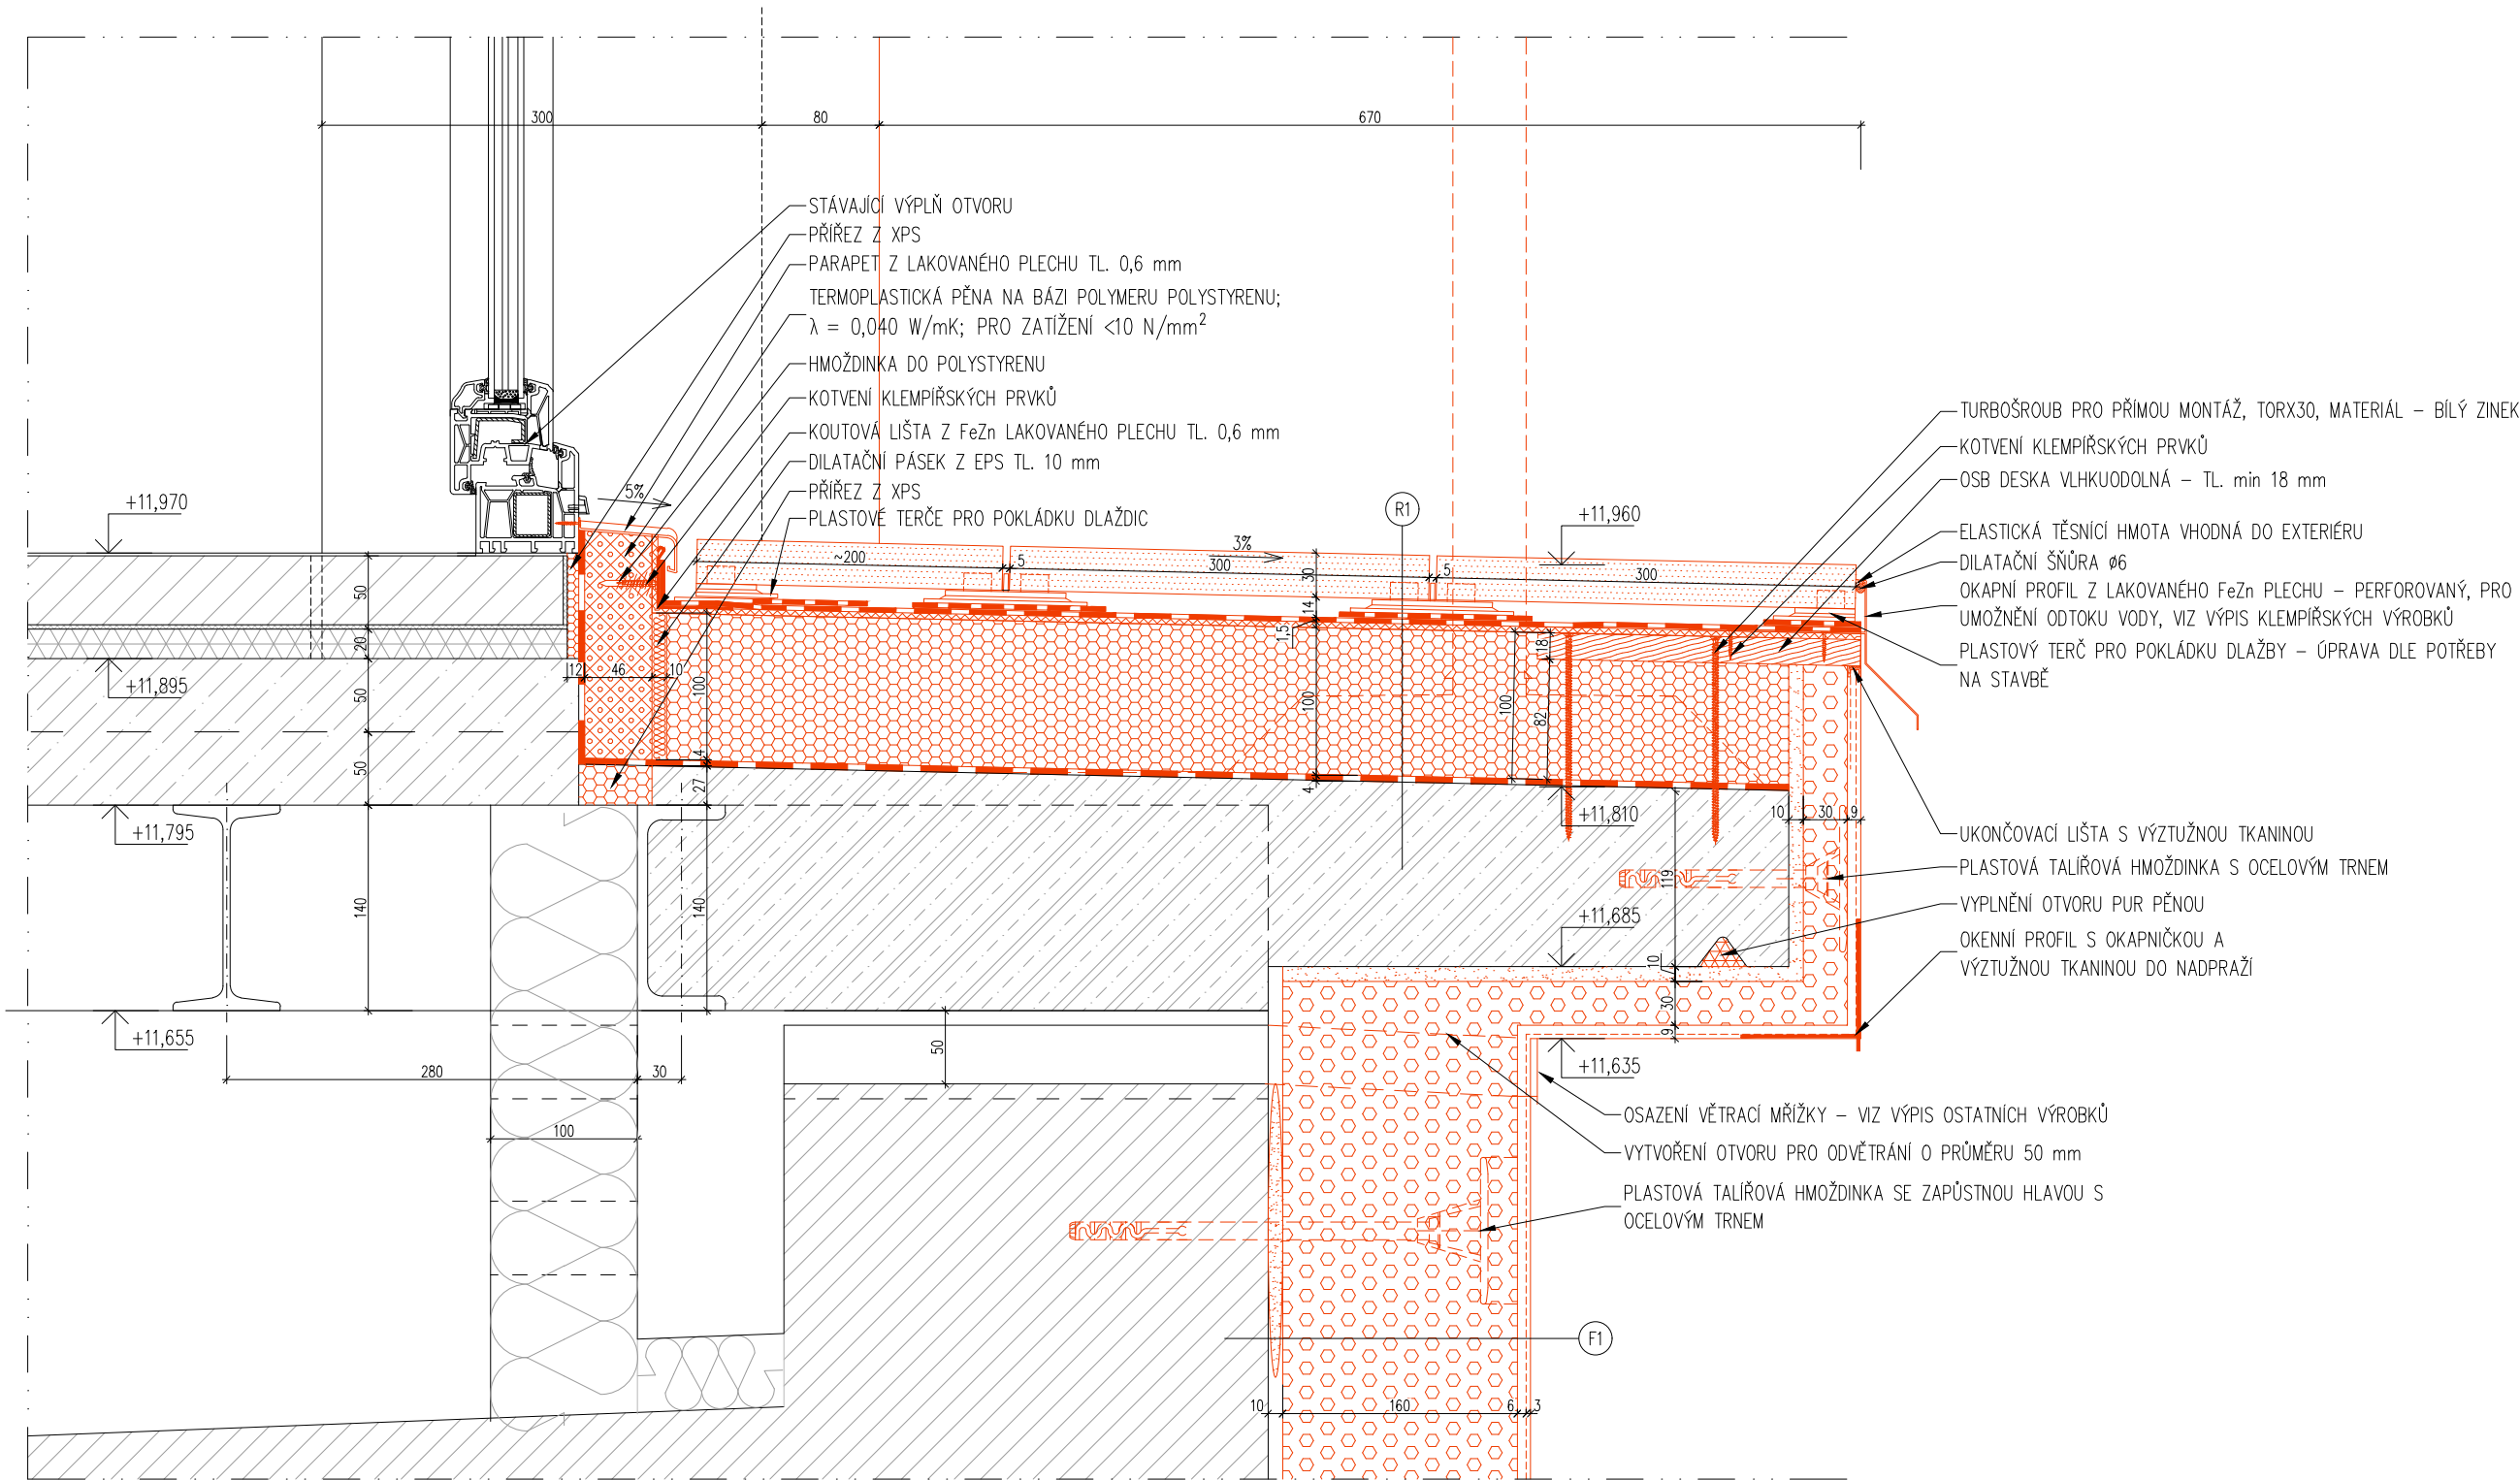 300
80
670
STÁVAJÍCÍ VÝPLŇ OTVORU
PŘÍŘEZ Z XPS
PARAPET Z LAKOVANÉHO PLECHU TL. 0,6 mm
TERMOPLASTICKÁ PĚNA NA BÁZI POLYMERU POLYSTYRENU;
λ = 0,040 W/mK; PRO ZATÍŽENÍ <10 N/mm²
HMOŽDINKA DO POLYSTYRENU
KOTVENÍ KLEMPÍŘSKÝCH PRVKŮ
KOUTOVÁ LIŠTA Z FeZn LAKOVANÉHO PLECHU TL. 0,6 mm
DILATAČNÍ PÁSEK Z EPS TL. 10 mm
PŘÍŘEZ Z XPS
PLASTOVÉ TERČE PRO POKLÁDKU DLAŽDIC
TURBOŠROUB PRO PŘÍMOU MONTÁŽ, TORX30, MATERIÁL – BÍLÝ ZINEK
KOTVENÍ KLEMPÍŘSKÝCH PRVKŮ
OSB DESKA VLHKUODOLNÁ – TL. min 18 mm
ELASTICKÁ TĚSNÍCÍ HMOTA VHODNÁ DO EXTERIÉRU
DILATAČNÍ ŠŇŮRA ø6
OKAPNÍ PROFIL Z LAKOVANÉHO FeZn PLECHU – PERFOROVANÝ, PRO
UMOŽNĚNÍ ODTOKU VODY, VIZ VÝPIS KLEMPÍŘSKÝCH VÝROBKŮ
PLASTOVÝ TERČ PRO POKLÁDKU DLAŽBY – ÚPRAVA DLE POTŘEBY
NA STAVBĚ
+11,970
5%
R1
+11,960
3%
~200
5
300
5
300
30
14
1,5
50
20
18
12
46
10
100
100
100
82
+11,895
50
50
4
27
4
+11,795
+11,810
10
30
9
140
140
119
+11,685
10
30
9
+11,655
+11,635
50
280
30
100
UKONČOVACÍ LIŠTA S VÝZTUŽNOU TKANINOU
PLASTOVÁ TALÍŘOVÁ HMOŽDINKA S OCELOVÝM TRNEM
VYPLNĚNÍ OTVORU PUR PĚNOU
OKENNÍ PROFIL S OKAPNIČKOU A
VÝZTUŽNOU TKANINOU DO NADPRAŽÍ
OSAZENÍ VĚTRACÍ MŘÍŽKY – VIZ VÝPIS OSTATNÍCH VÝROBKŮ
VYTVOŘENÍ OTVORU PRO ODVĚTRÁNÍ O PRŮMĚRU 50 mm
PLASTOVÁ TALÍŘOVÁ HMOŽDINKA SE ZAPŮSTNOU HLAVOU S
OCELOVÝM TRNEM
F1
10
160
6
3